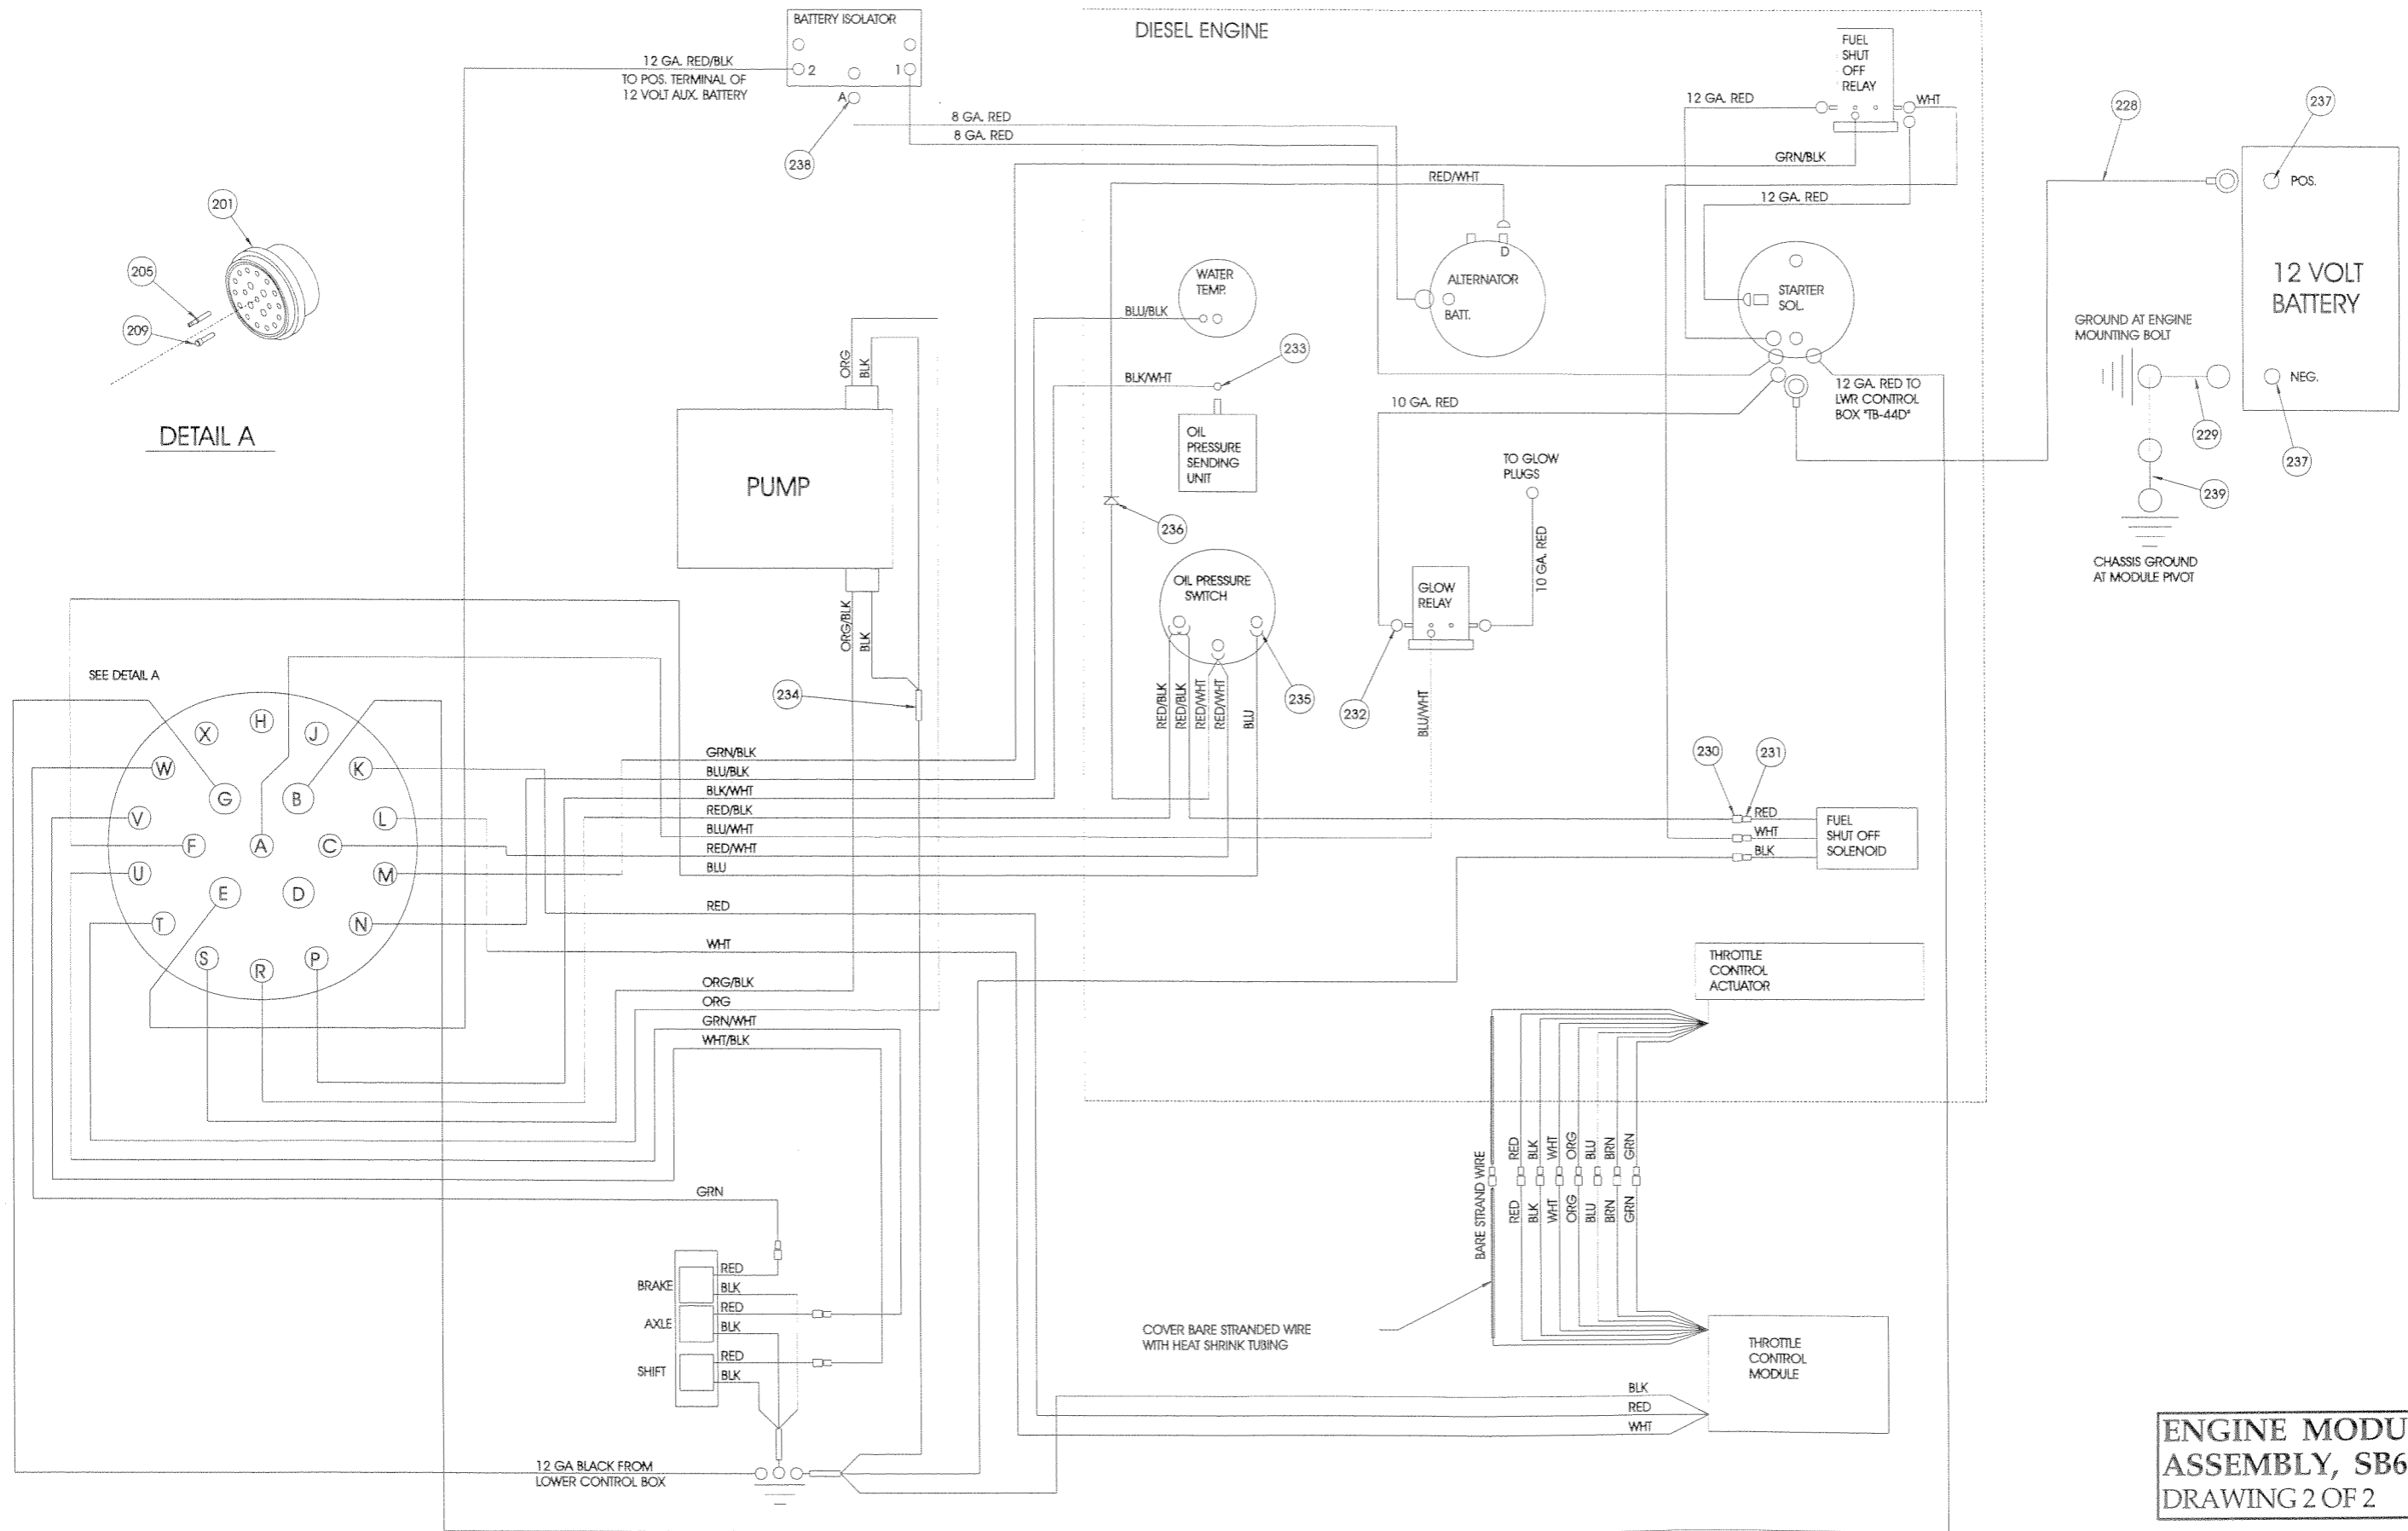 BATTERY ISOLATOR
2
1
A
238
12 GA. RED/BLK
TO POS. TERMINAL OF
12 VOLT AUX. BATTERY
8 GA. RED
8 GA. RED
DIESEL ENGINE
FUEL
SHUT
OFF
RELAY
12 GA. RED
WHT
GRN/BLK
RED/WHT
12 GA. RED
228
237
POS.
12 VOLT
BATTERY
NEG.
237
GROUND AT ENGINE
MOUNTING BOLT
229
239
CHASSIS GROUND
AT MODULE PIVOT
201
205
209
DETAIL A
WATER
TEMP.
BLU/BLK
D
ALTERNATOR
BATT.
STARTER
SOL.
12 GA. RED TO
LWR CONTROL
BOX "TB-44D"
233
BLK/WHT
OIL
PRESSURE
SENDING
UNIT
10 GA. RED
TO GLOW
PLUGS
10 GA. RED
ORG
BLK
PUMP
ORG/BLK
BLK
234
236
OIL PRESSURE
SWITCH
235
RED/BLK
RED/BLK
RED/WHT
RED/WHT
BLU
GLOW
RELAY
232
BLU/WHT
SEE DETAIL A
H
X
J
W
K
G
B
V
L
F
A
C
U
M
E
D
T
N
S
R
P
GRN/BLK
BLU/BLK
BLK/WHT
RED/BLK
BLU/WHT
RED/WHT
BLU
RED
WHT
ORG/BLK
ORG
GRN/WHT
WHT/BLK
230
231
RED
WHT
BLK
FUEL
SHUT OFF
SOLENOID
THROTTLE
CONTROL
ACTUATOR
BARE STRAND WIRE
RED
BLK
WHT
ORG
BLU
BRN
GRN
RED
BLK
WHT
ORG
BLU
BRN
GRN
COVER BARE STRANDED WIRE
WITH HEAT SHRINK TUBING
THROTTLE
CONTROL
MODULE
BLK
RED
WHT
GRN
BRAKE
RED
BLK
AXLE
RED
BLK
SHIFT
RED
BLK
12 GA BLACK FROM
LOWER CONTROL BOX
ENGINE MODU
ASSEMBLY, SB6
DRAWING 2 OF 2